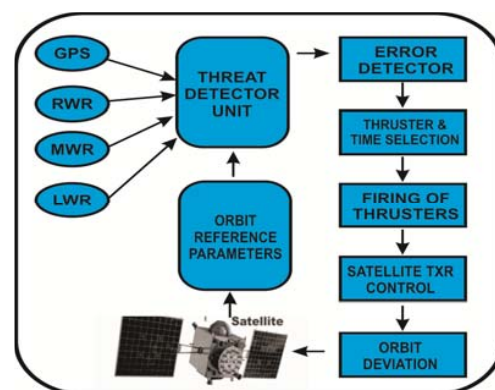 GPS
RWR
MWR
LWR
THREAT
DETECTOR
UNIT
ORBIT
REFERENCE
PARAMETERS
Satellite
ERROR
DETECTOR
THRUSTER &
TIME SELECTION
FIRING OF
THRUSTERS
SATELLITE TXR
CONTROL
ORBIT
DEVIATION